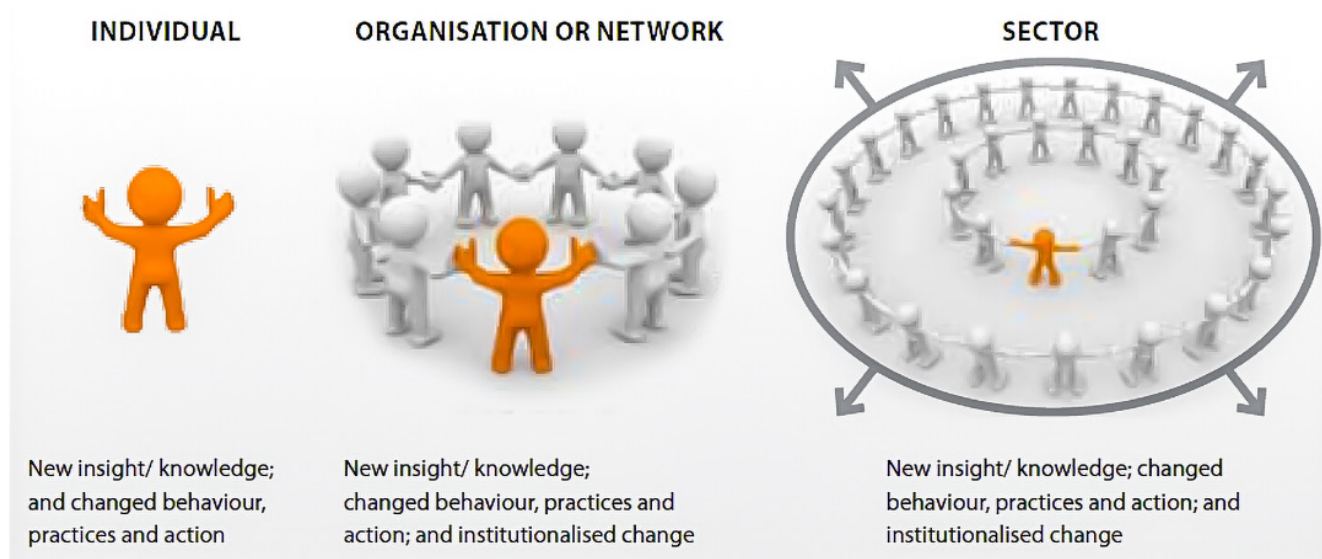 INDIVIDUAL
ORGANISATION OR NETWORK
SECTOR
New insight/ knowledge;
and changed behaviour,
practices and action
New insight/ knowledge;
changed behaviour, practices and
action; and institutionalised change
New insight/ knowledge; changed
behaviour, practices and action; and
institutionalised change